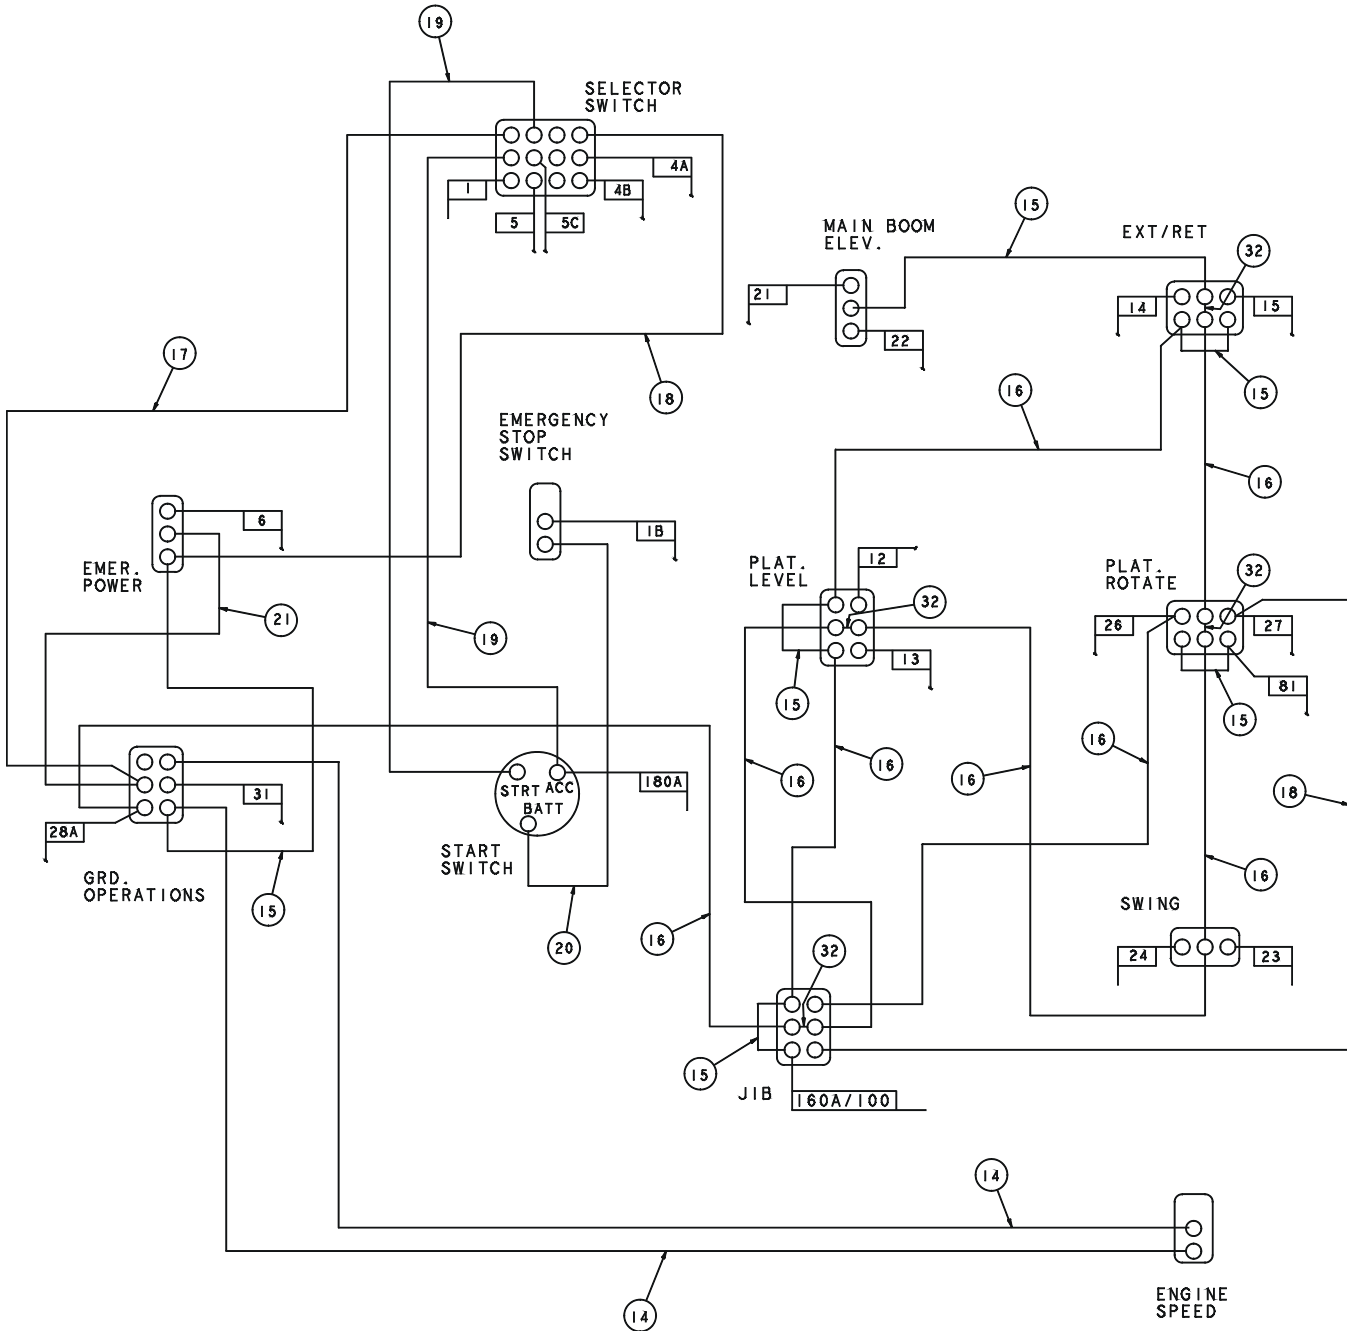 19
SELECTOR
SWITCH
4A
1
4B
5
5C
15
MAIN BOOM
ELEV.
EXT/RET
32
21
14
15
22
17
18
16
15
EMERGENCY
STOP
SWITCH
16
6
1B
EMER.
POWER
12
PLAT.
LEVEL
PLAT.
ROTATE
32
32
21
19
26
27
13
15
81
15
16
16
16
16
18
31
28A
STRT
ACC
BATT
180A
START
SWITCH
GRD.
OPERATIONS
15
16
SWING
16
20
32
24
23
15
JIB
160A/100
14
14
ENGINE
SPEED